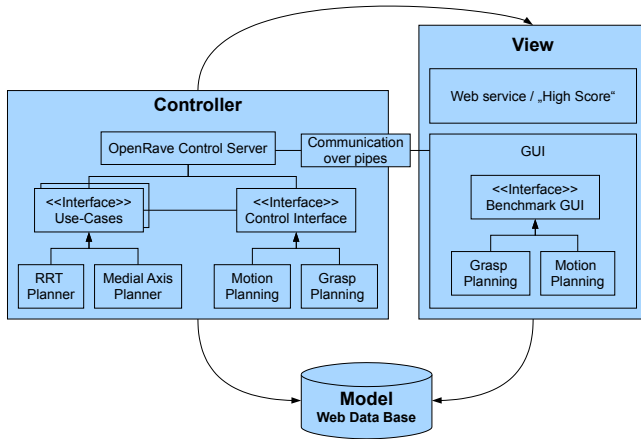 View
Web service / „High Score“
Controller
OpenRave Control Server
Communication
over pipes
GUI
<<Interface>>
Use-Cases
<<Interface>>
Control Interface
<<Interface>>
Benchmark GUI
RRT
Planner
Medial Axis
Planner
Motion
Planning
Grasp
Planning
Grasp
Planning
Motion
Planning
Model
Web Data Base